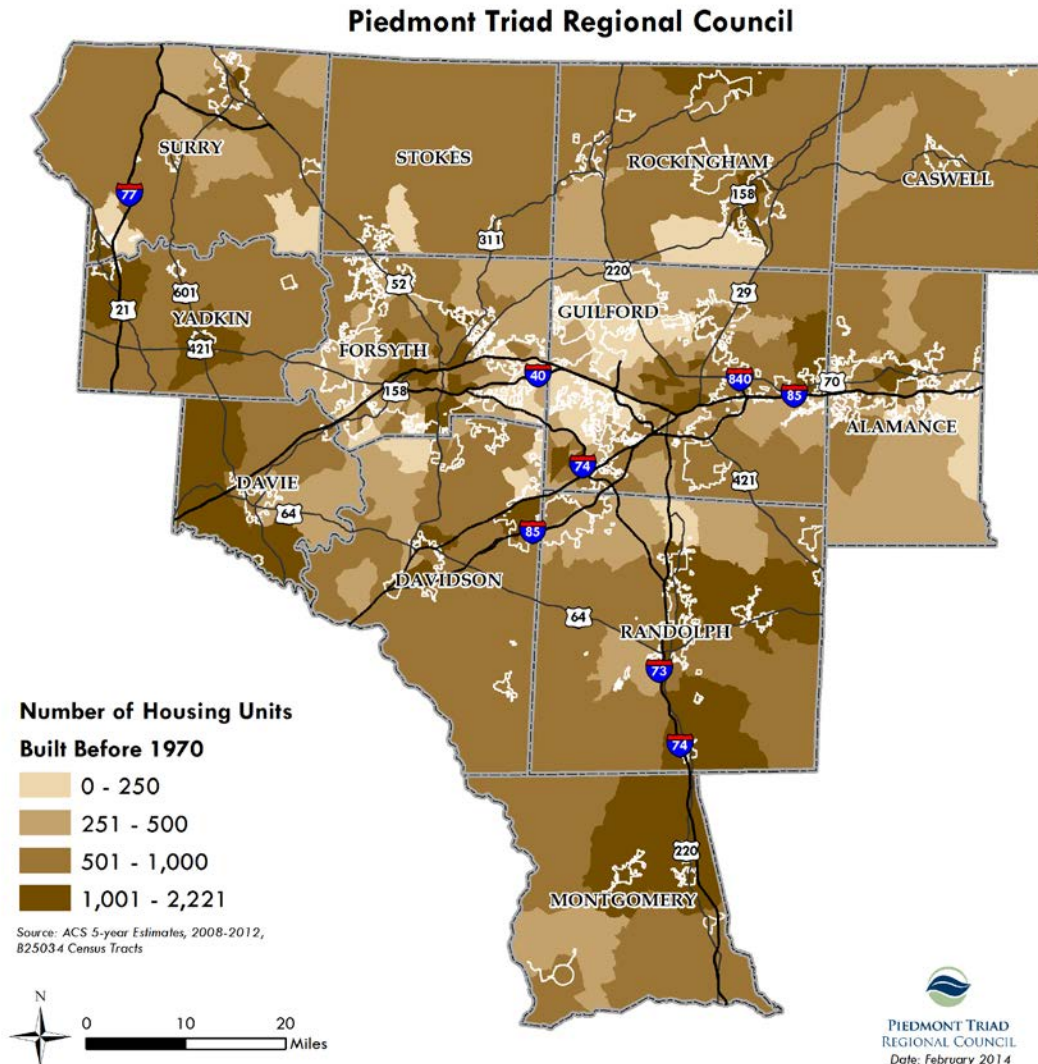 Piedmont Triad Regional Council
SURRY
STOKES
ROCKINGHAM
CASWELL
158
77
311
220
52
29
601
21
YADKIN
GUILFORD
421
FORSYTH
40
840
70
158
85
ALAMANCE
74
421
DAVIE
64
85
DAVIDSON
64
RANDOLPH
73
74
220
MONTGOMERY
Number of Housing Units
Built Before 1970
0 - 250
251 - 500
501 - 1,000
1,001 - 2,221
Source: ACS 5-year Estimates, 2008-2012,
B25034 Census Tracts
N
0 10 20
Miles
PIEDMONT TRIAD
REGIONAL COUNCIL
Date: February 2014